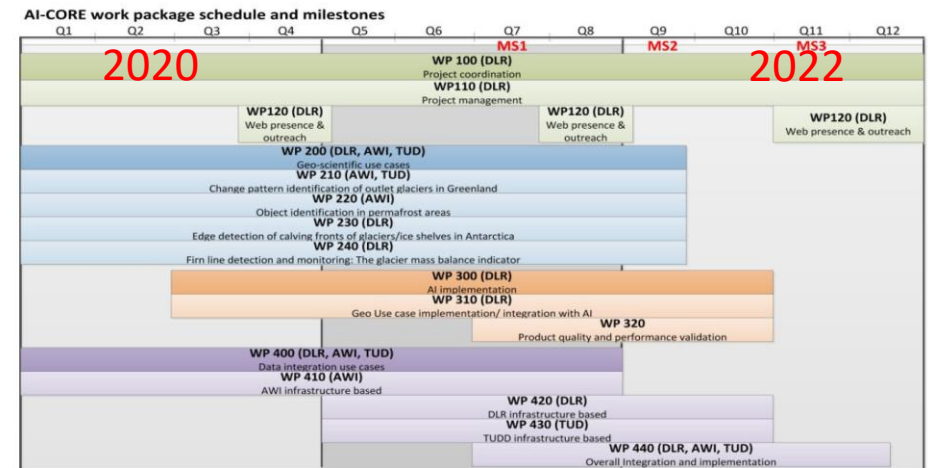 AI-CORE work package schedule and milestones
Q1 Q2 Q3 Q4 Q5 Q6 Q7 Q8 Q9 Q10 Q11 Q12
MS1 MS2 MS3
2020 2022
WP 100 (DLR)
Project coordination
WP110 (DLR)
Project management
WP120 (DLR) WP120 (DLR) WP120 (DLR)
Web presence & Web presence & Web presence & outreach
outreach outreach
WP 200 (DLR, AWI, TUD)
Geo-scientific use cases
WP 210 (AWI, TUD)
Change pattern identification of outlet glaciers in Greenland
WP 220 (AWI)
Object identification in permafrost areas
WP 230 (DLR)
Edge detection of calving fronts of glaciers/ice shelves in Antarctica
WP 240 (DLR)
Firn line detection and monitoring: The glacier mass balance indicator
WP 300 (DLR)
AI implementation
WP 310 (DLR)
Geo Use case implementation/ integration with AI
WP 320
Product quality and performance validation
WP 400 (DLR, AWI, TUD)
Data integration use cases
WP 410 (AWI)
AWI infrastructure based
WP 420 (DLR)
DLR infrastructure based
WP 430 (TUD)
TUDD infrastructure based
WP 440 (DLR, AWI, TUD)
Overall Integration and implementation